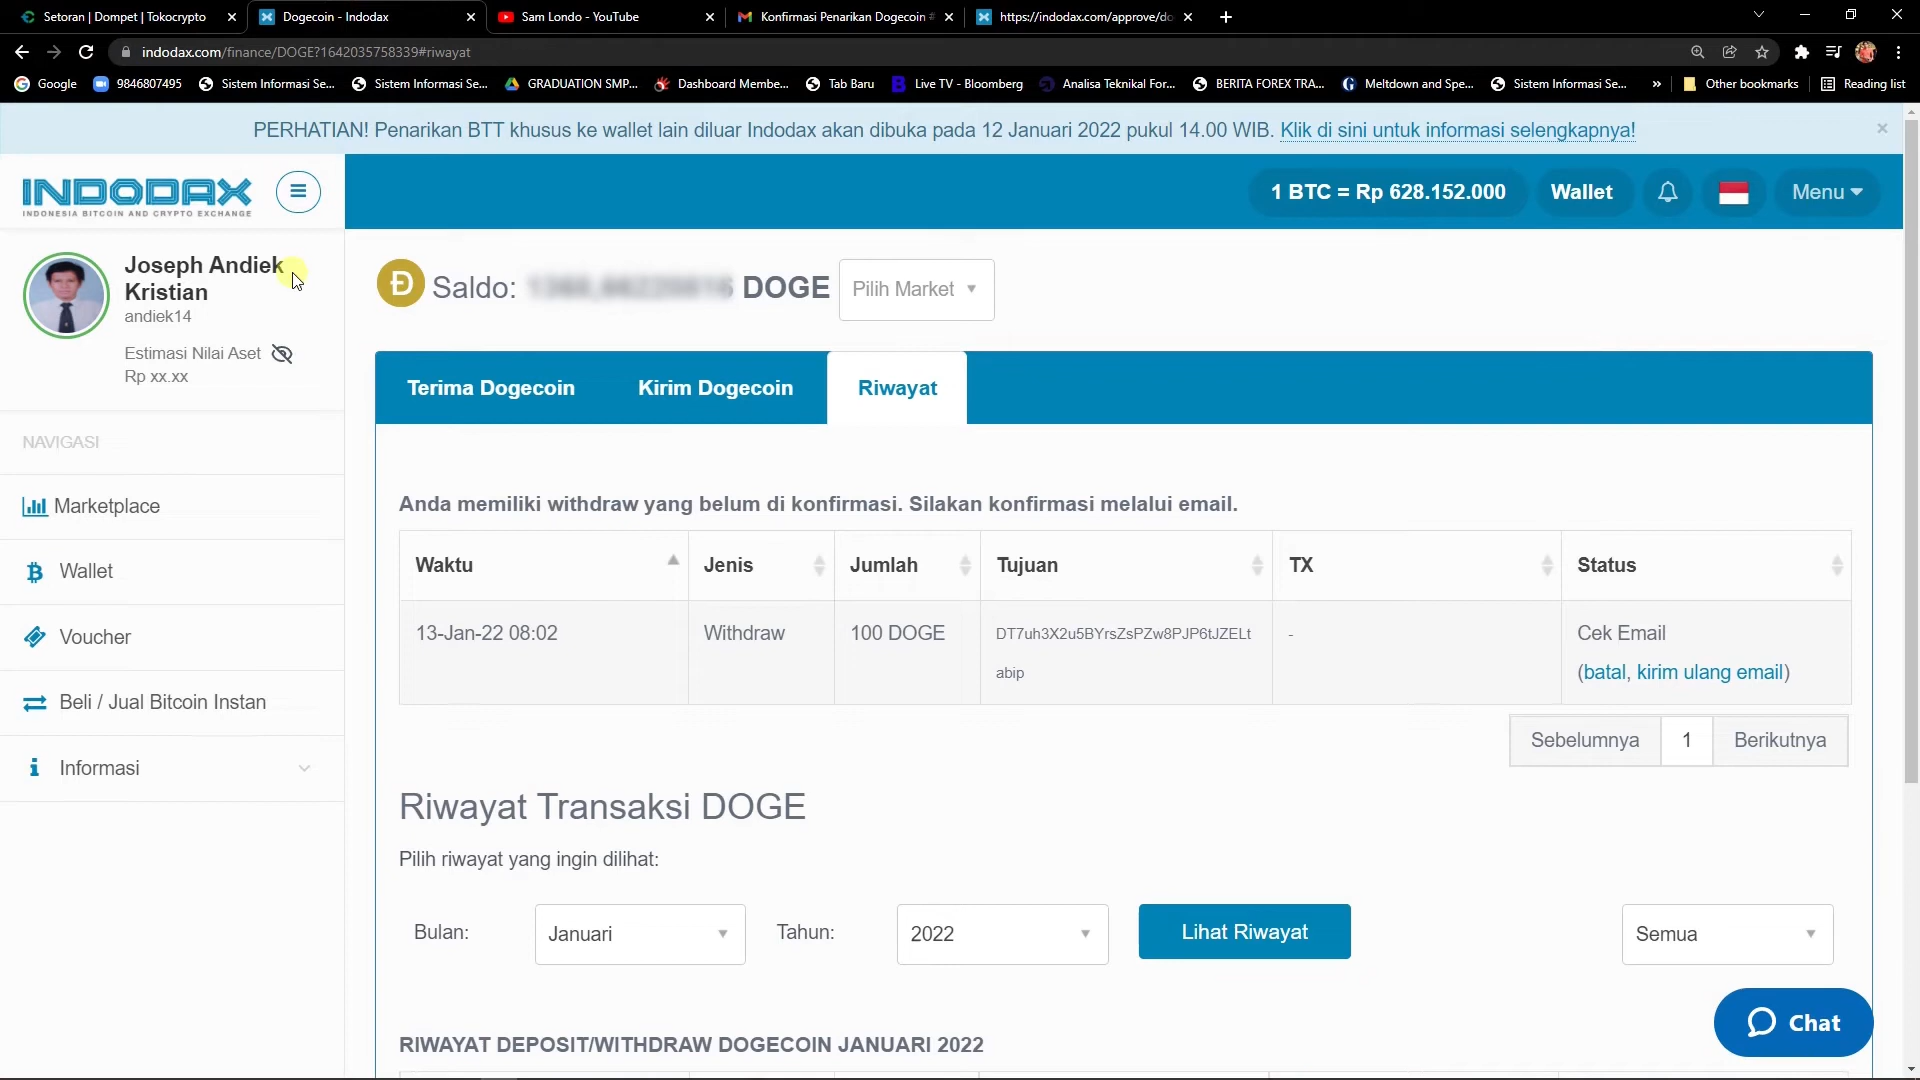 Setoran | Dompet | Tokocrypto
Dogecoin - Indodax
Sam Londo - YouTube
Konfirmasi Penarikan Dogecoin #
https://indodax.com/approve/do
indodax.com/finance/DOGE?1642035758339#riwayat
Google
9846807495
Sistem Informasi Se...
Sistem Informasi Se...
GRADUATION SMP...
Dashboard Membe...
Tab Baru
Live TV - Bloomberg
Analisa Teknikal For...
BERITA FOREX TRA...
Meltdown and Spe...
Sistem Informasi Se...
»
Other bookmarks
Reading list
PERHATIAN! Penarikan BTT khusus ke wallet lain diluar Indodax akan dibuka pada 12 Januari 2022 pukul 14.00 WIB. Klik di sini untuk informasi selengkapnya!
INDODAX
INDONESIA BITCOIN AND CRYPTO EXCHANGE
1 BTC = Rp 628.152.000
Wallet
Menu
Joseph Andiek
Kristian
andiek14
Estimasi Nilai Aset
Rp xx.xx
NAVIGASI
Marketplace
Wallet
Voucher
Beli / Jual Bitcoin Instan
Informasi
Saldo: DOGE
Pilih Market
Terima Dogecoin
Kirim Dogecoin
Riwayat
Anda memiliki withdraw yang belum di konfirmasi. Silakan konfirmasi melalui email.
Waktu Jenis Jumlah Tujuan TX Status
13-Jan-22 08:02 Withdraw 100 DOGE DT7uh3X2u5BYrsZsPZw8PJP6tJZELt - Cek Email
abip (batal, kirim ulang email)
Sebelumnya 1 Berikutnya
Riwayat Transaksi DOGE
Pilih riwayat yang ingin dilihat:
Bulan: Januari Tahun: 2022 Lihat Riwayat Semua
Chat
RIWAYAT DEPOSIT/WITHDRAW DOGECOIN JANUARI 2022